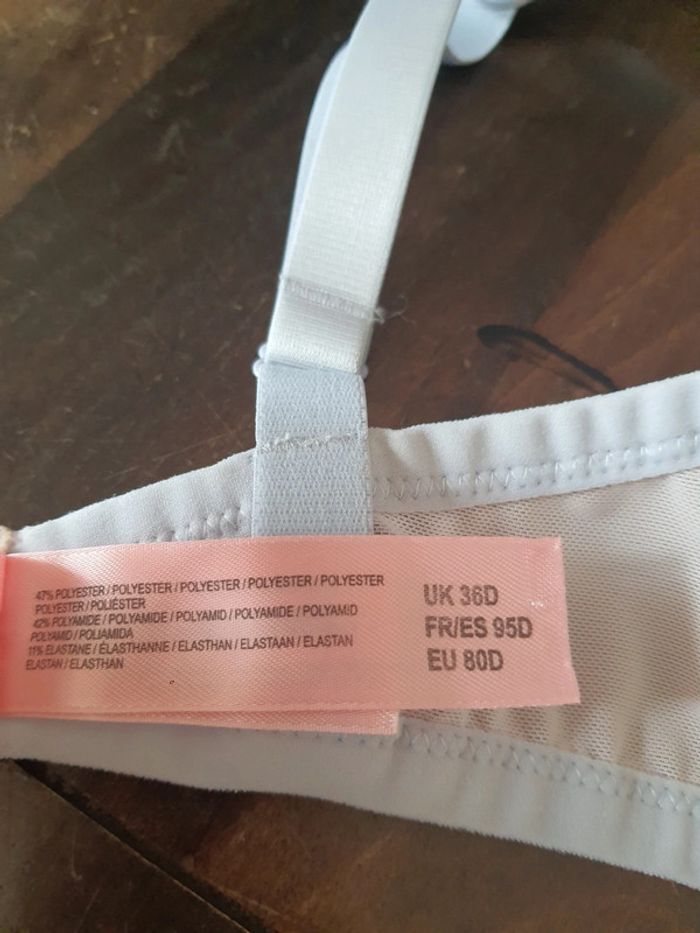 47% POLYESTER / POLYESTER / POLYESTER / POLYESTER / POLYESTER
POLYESTER / POLIÉSTER
42% POLYAMIDE / POLYAMIDE / POLYAMID / POLYAMIDE / POLYAMID
POLYAMID / POLIAMIDA
11% ELASTANE / ÉLASTHANNE / ELASTHAN / ELASTAAN / ELASTAN
ELASTAN / ELASTHAN
UK 36D
FR/ES 95D
EU 80D